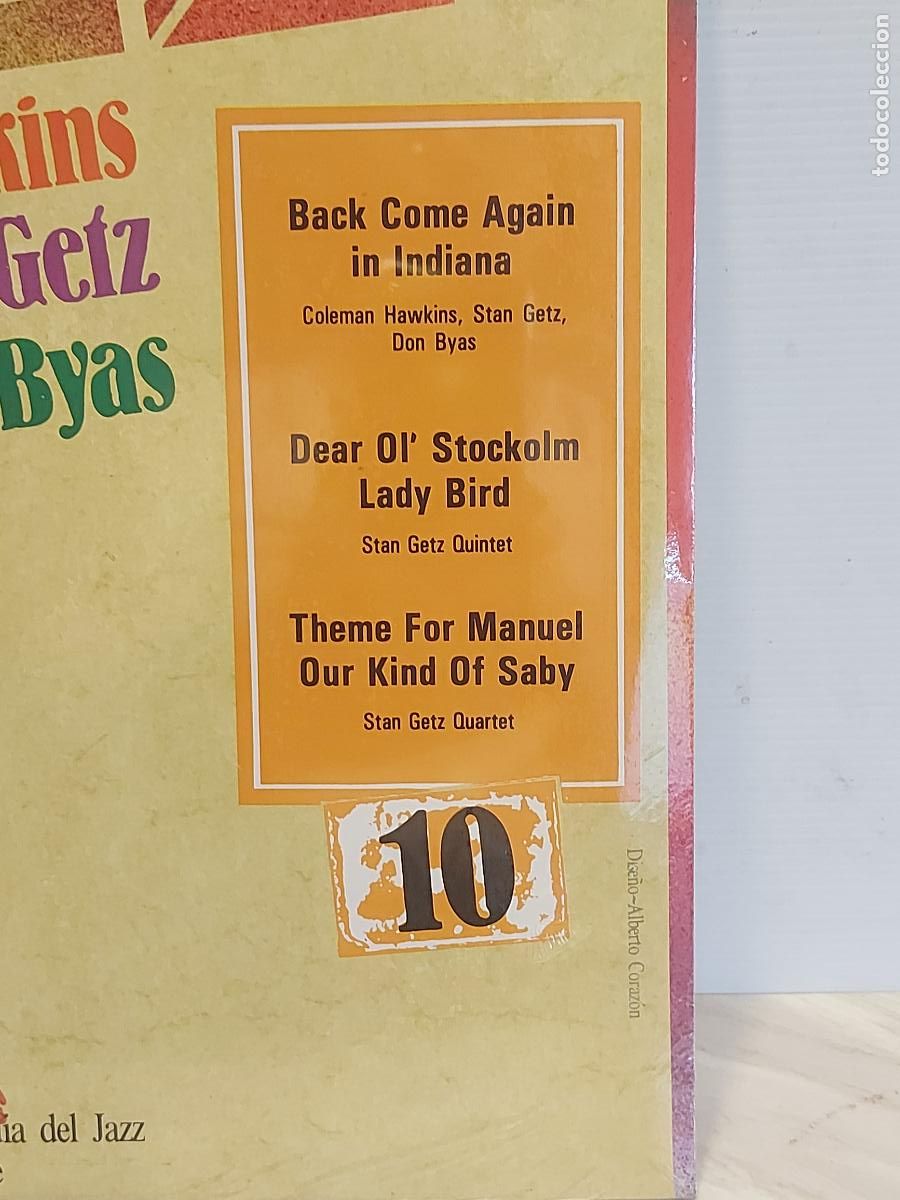 kins
Getz
Byas
Back Come Again
in Indiana
Coleman Hawkins, Stan Getz,
Don Byas
Dear Ol' Stockolm
Lady Bird
Stan Getz Quintet
Theme For Manuel
Our Kind Of Saby
Stan Getz Quartet
10
Diseño~Alberto Corazón
del Jazz
todocoleccion